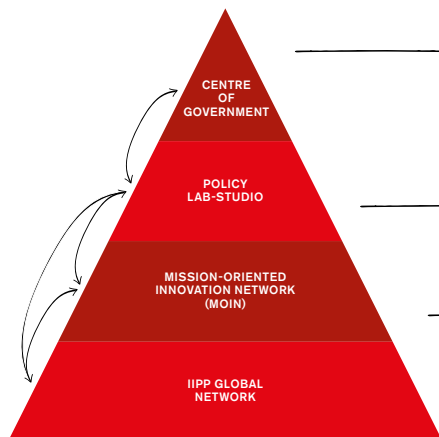 CENTRE
OF
GOVERNMENT
POLICY
LAB-STUDIO
MISSION-ORIENTED
INNOVATION NETWORK
(MOIN)
IIPP GLOBAL
NETWORK